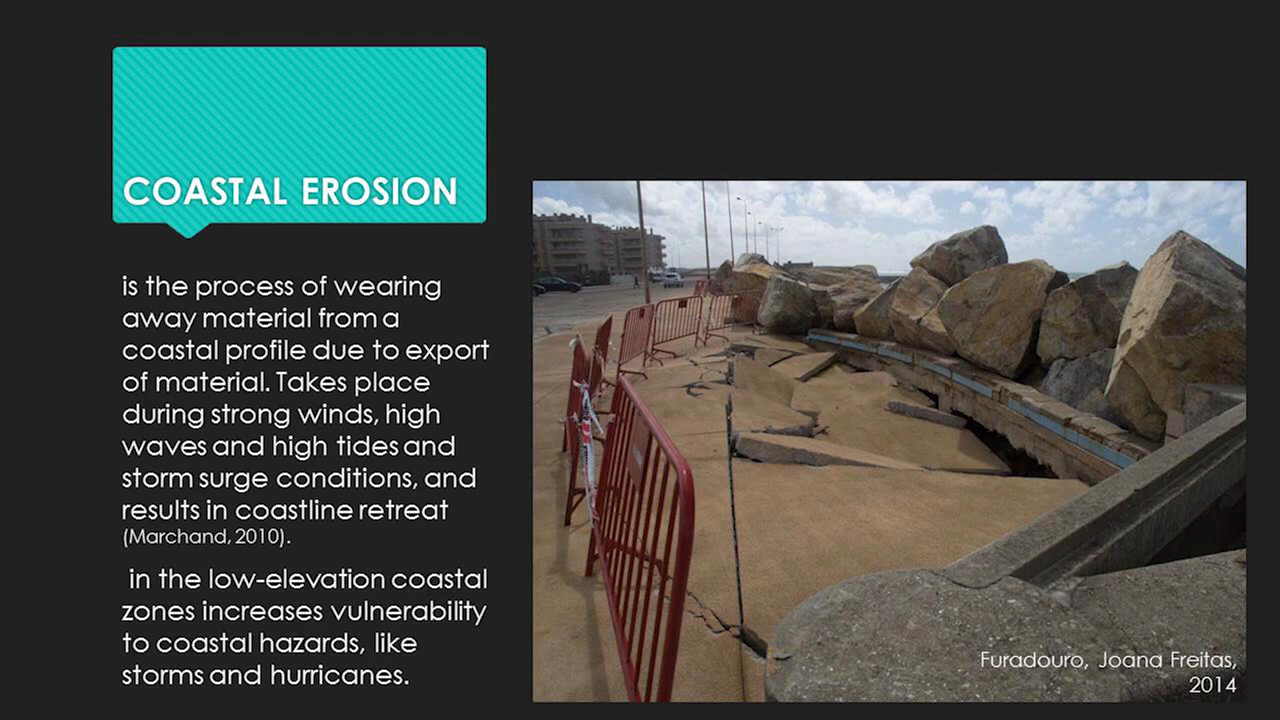 COASTAL EROSION
is the process of wearing
away material from a
coastal profile due to export
of material. Takes place
during strong winds, high
waves and high tides and
storm surge conditions, and
results in coastline retreat
(Marchand, 2010).
in the low-elevation coastal
zones increases vulnerability
to coastal hazards, like
storms and hurricanes.
Furadouro, Joana Freitas,
2014